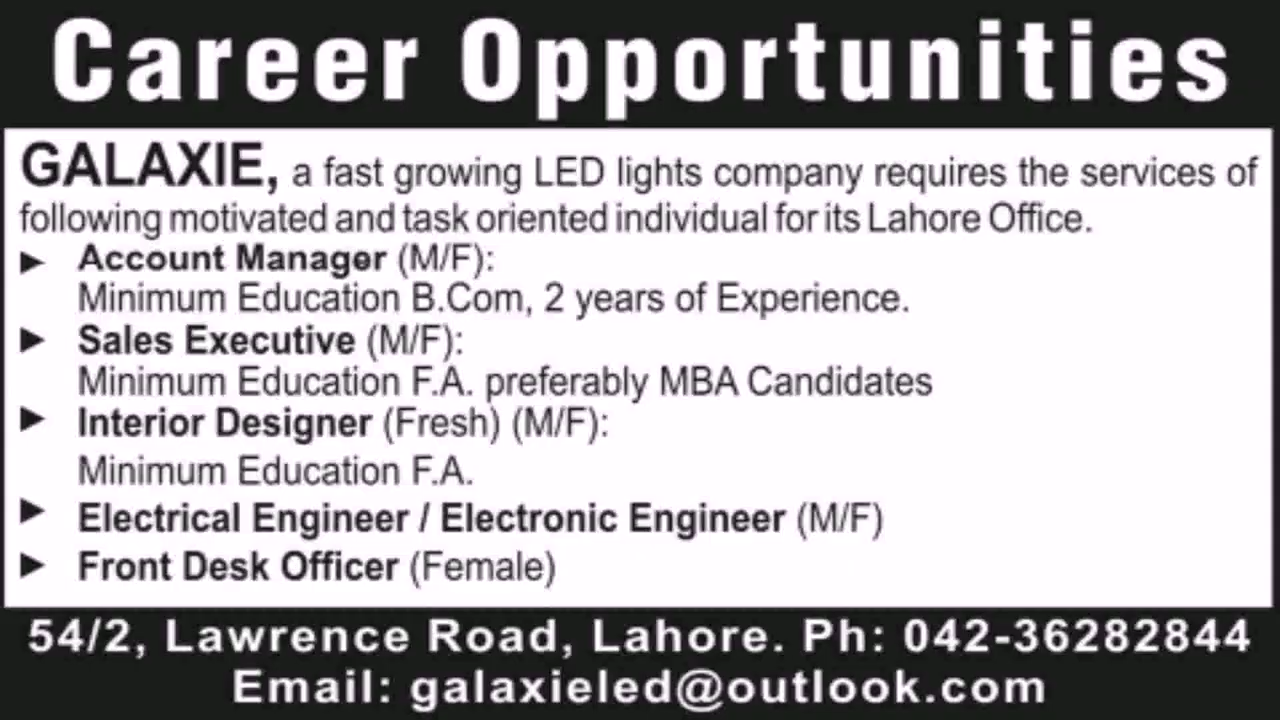 Career Opportunities
GALAXIE, a fast growing LED lights company requires the services of
following motivated and task oriented individual for its Lahore Office.
► Account Manager (M/F):
Minimum Education B.Com, 2 years of Experience.
► Sales Executive (M/F):
Minimum Education F.A. preferably MBA Candidates
► Interior Designer (Fresh) (M/F):
Minimum Education F.A.
► Electrical Engineer / Electronic Engineer (M/F)
► Front Desk Officer (Female)
54/2, Lawrence Road, Lahore. Ph: 042-36282844
Email: galaxieled@outlook.com